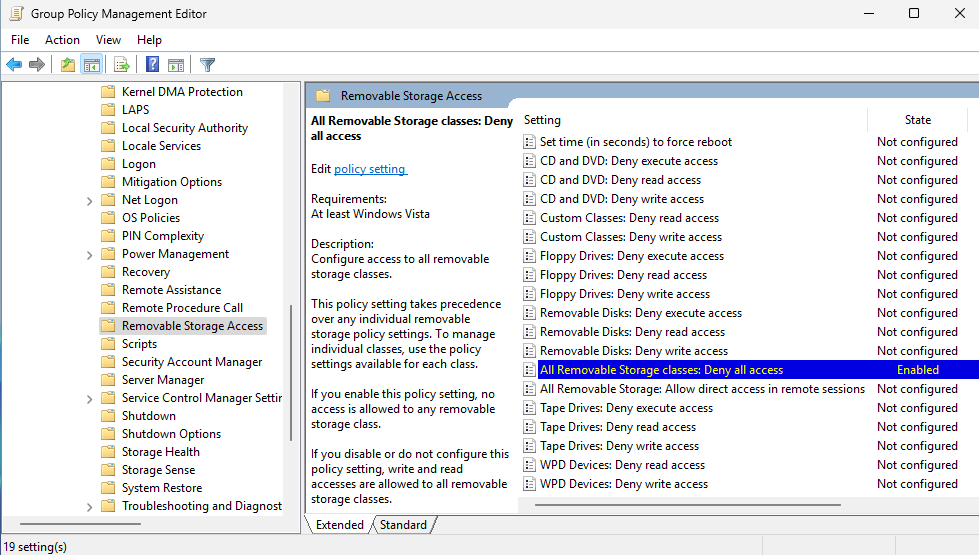 Group Policy Management Editor
File Action View Help
Kernel DMA Protection
LAPS
Local Security Authority
Locale Services
Logon
Mitigation Options
Net Logon
OS Policies
PIN Complexity
Power Management
Recovery
Remote Assistance
Remote Procedure Call
Removable Storage Access
Scripts
Security Account Manager
Server Manager
Service Control Manager Settin
Shutdown
Shutdown Options
Storage Health
Storage Sense
System Restore
Troubleshooting and Diagnost
Removable Storage Access
All Removable Storage classes: Deny
all access
Edit policy setting
Requirements:
At least Windows Vista
Description:
Configure access to all removable
storage classes.
This policy setting takes precedence
over any individual removable
storage policy settings. To manage
individual classes, use the policy
settings available for each class.
If you enable this policy setting, no
access is allowed to any removable
storage class.
If you disable or do not configure this
policy setting, write and read
accesses are allowed to all removable
storage classes.
Setting State
Set time (in seconds) to force reboot Not configured
CD and DVD: Deny execute access Not configured
CD and DVD: Deny read access Not configured
CD and DVD: Deny write access Not configured
Custom Classes: Deny read access Not configured
Custom Classes: Deny write access Not configured
Floppy Drives: Deny execute access Not configured
Floppy Drives: Deny read access Not configured
Floppy Drives: Deny write access Not configured
Removable Disks: Deny execute access Not configured
Removable Disks: Deny read access Not configured
Removable Disks: Deny write access Not configured
All Removable Storage classes: Deny all access Enabled
All Removable Storage: Allow direct access in remote sessions Not configured
Tape Drives: Deny execute access Not configured
Tape Drives: Deny read access Not configured
Tape Drives: Deny write access Not configured
WPD Devices: Deny read access Not configured
WPD Devices: Deny write access Not configured
Extended Standard
19 setting(s)